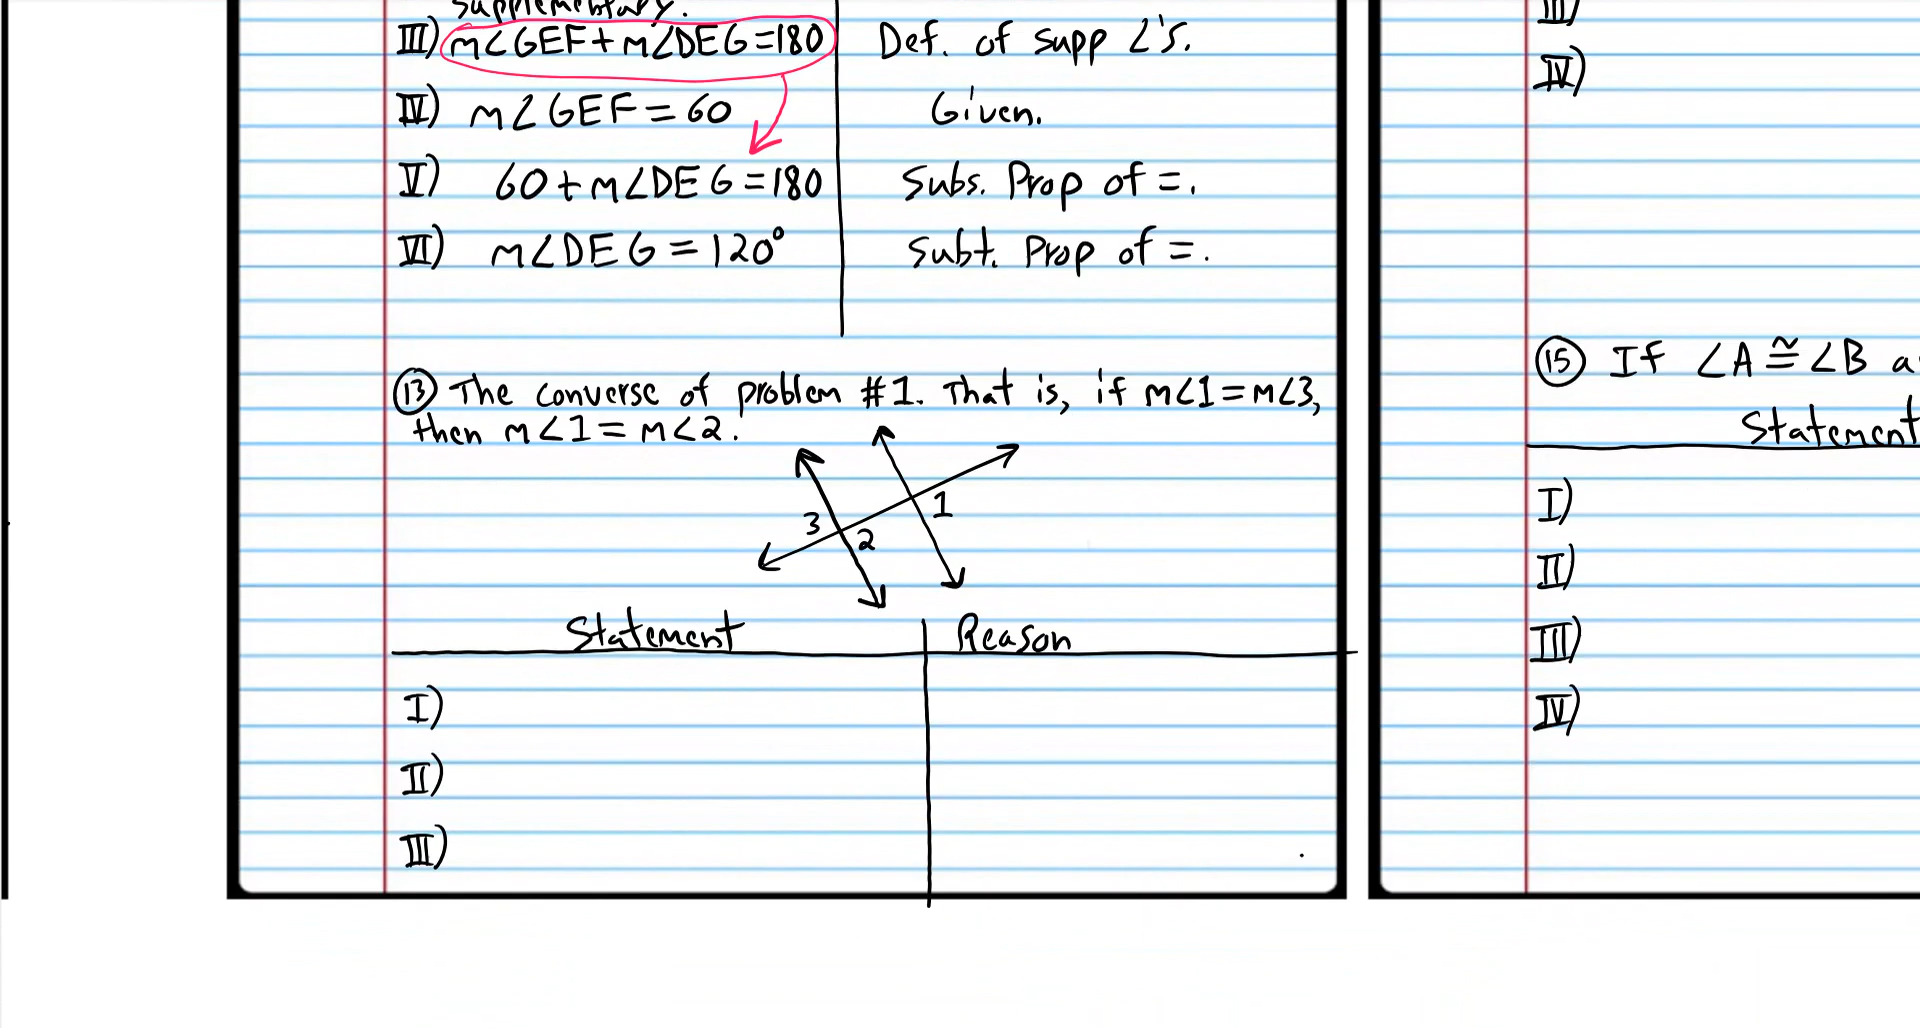 supplementary.
III) m∠GEF+m∠DEG=180 Def. of supp ∠'s.
IV) m∠GEF=60 Given.
V) 60+m∠DEG=180 Subs. Prop of =.
VI) m∠DEG=120° Subt. Prop of =.
⑬ The converse of problem #1. That is, if m∠1=m∠3,
then m∠1=m∠2.
3 2 1
Statement Reason
I)
II)
III)
III)
IV)
⑮ If ∠A≅∠B a
Statement
I)
II)
III)
IV)